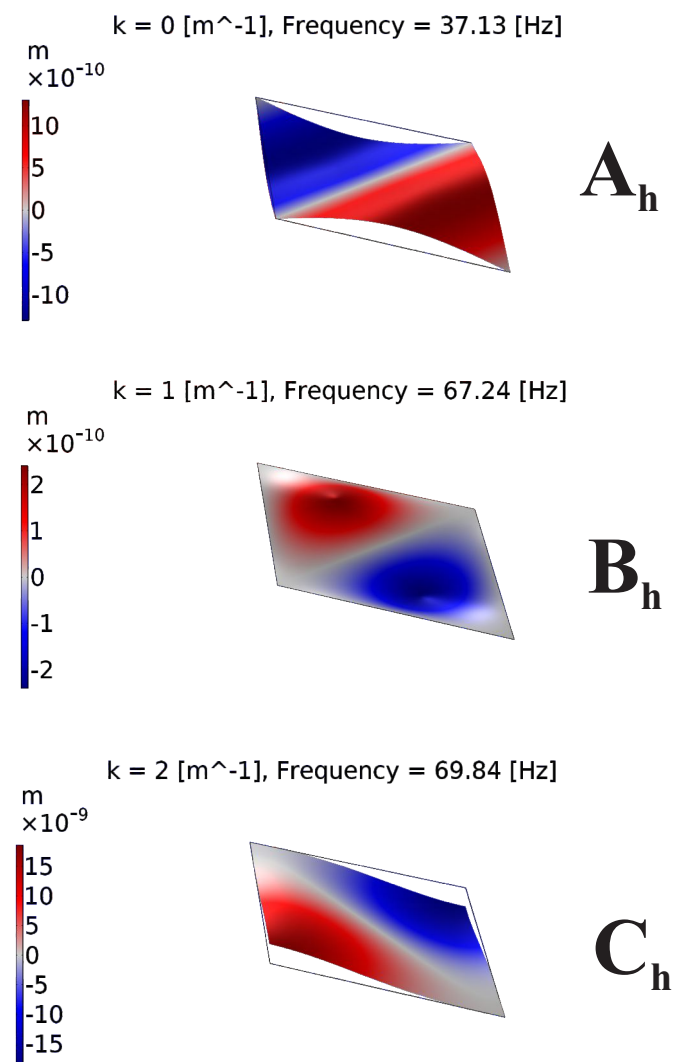 k = 0 [m^-1], Frequency = 37.13 [Hz]
m
×10⁻¹⁰
10
5
0
-5
-10
Aₕ
k = 1 [m^-1], Frequency = 67.24 [Hz]
m
×10⁻¹⁰
2
1
0
-1
-2
Bₕ
k = 2 [m^-1], Frequency = 69.84 [Hz]
m
×10⁻⁹
15
10
5
0
-5
-10
-15
Cₕ